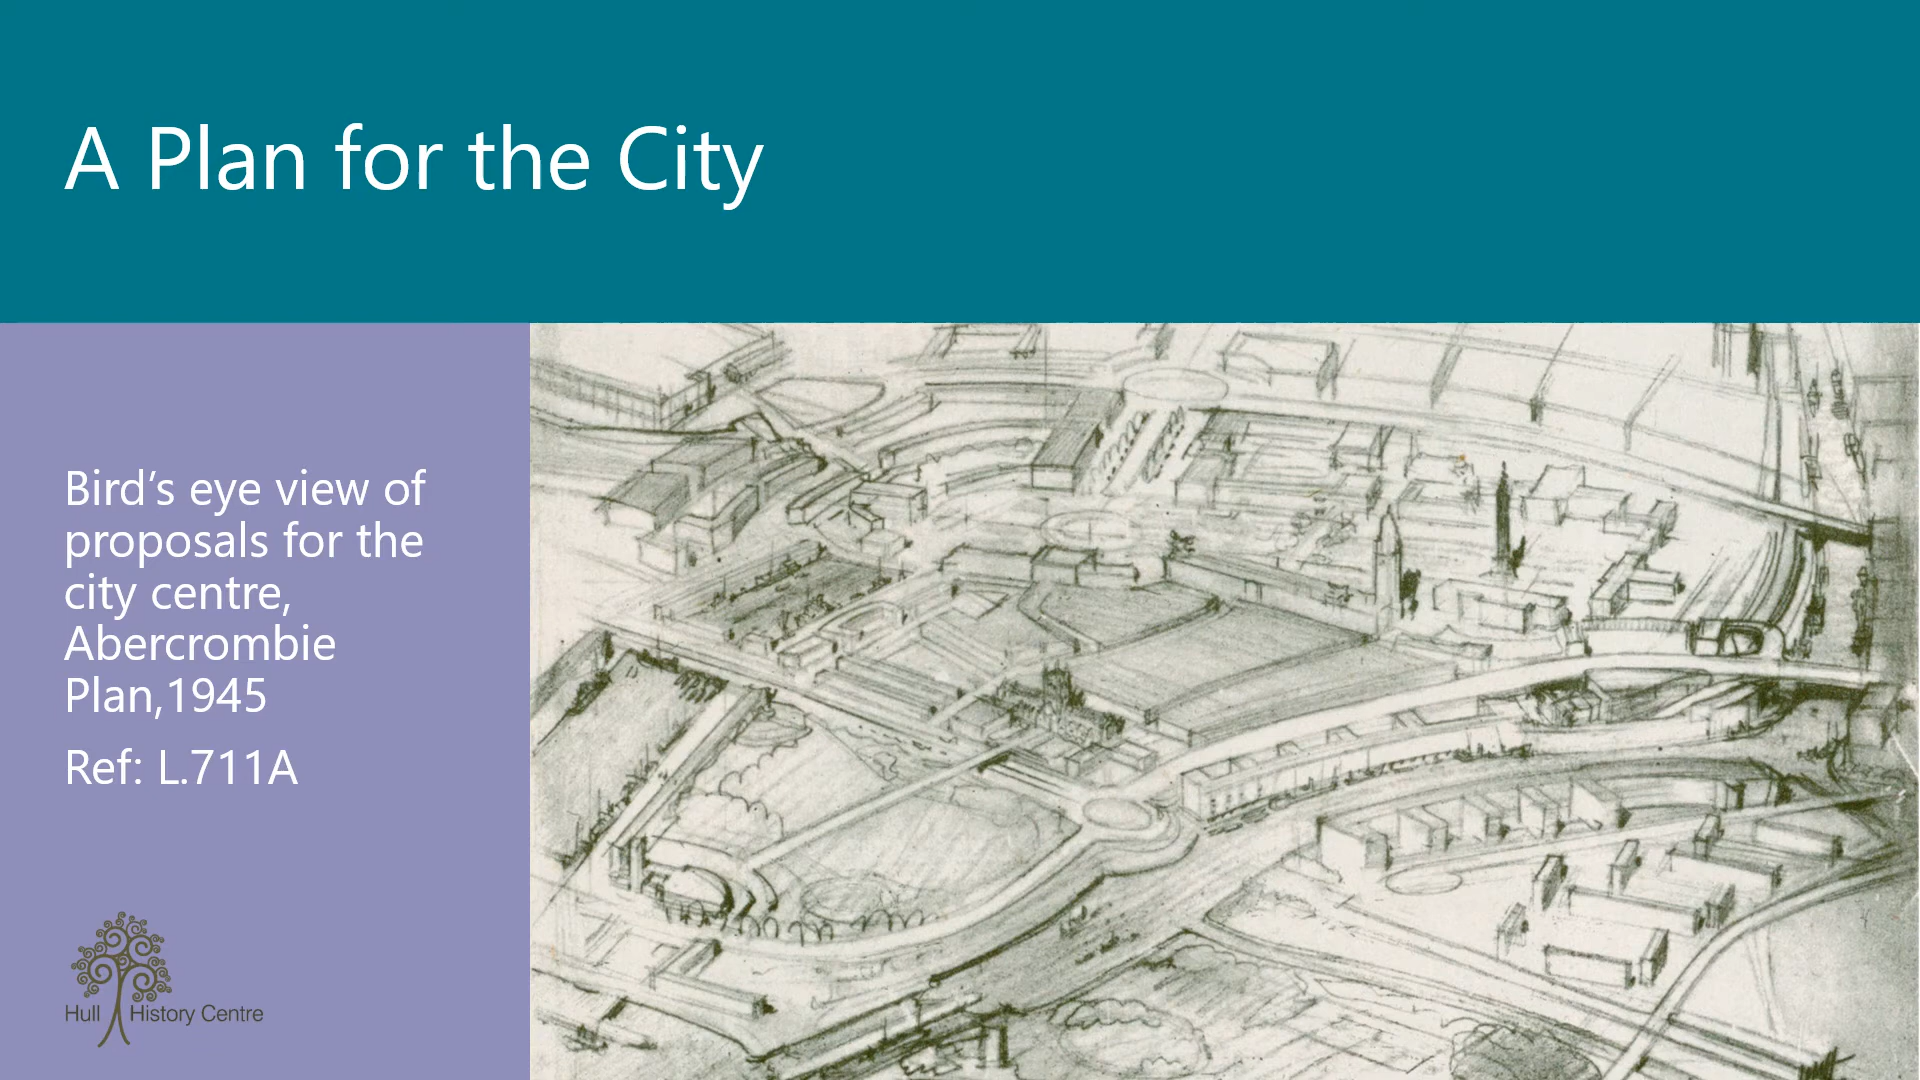 A Plan for the City
Bird’s eye view of
proposals for the
city centre,
Abercrombie
Plan,1945
Ref: L.711A
Hull History Centre